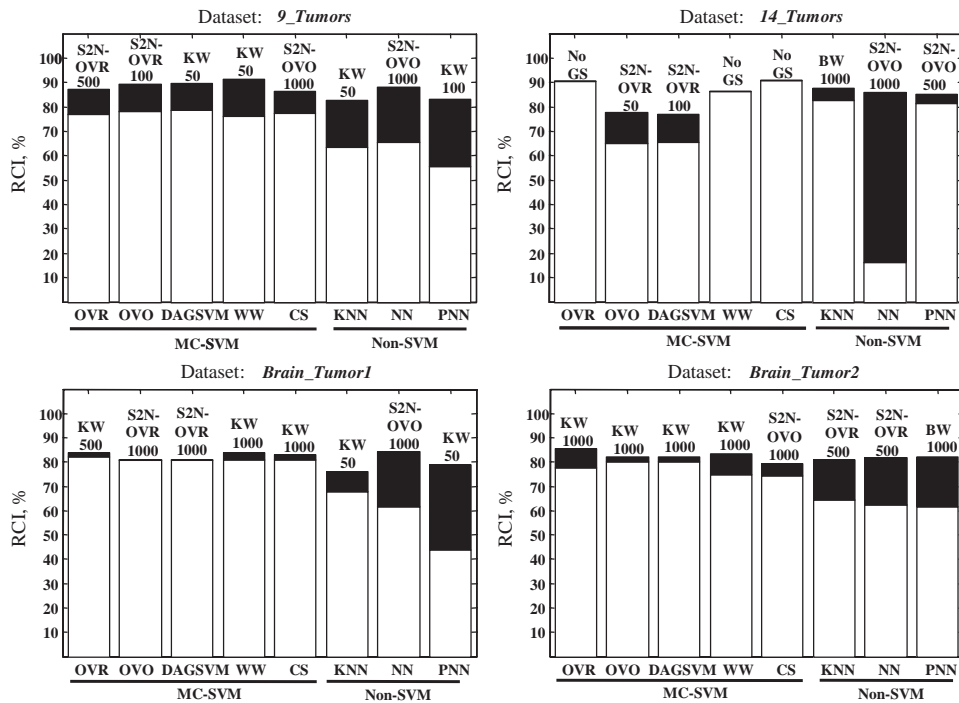 Dataset: 9_Tumors
S2N-OVR 500
S2N-OVR 100
KW 50
KW 50
S2N-OVO 1000
KW 50
S2N-OVO 1000
KW 100
RCI, %
100
90
80
70
60
50
40
30
20
10
OVR OVO DAGSVM WW CS KNN NN PNN
MC-SVM Non-SVM
Dataset: 14_Tumors
No GS
S2N-OVR 50
S2N-OVR 100
No GS
No GS
BW 1000
S2N-OVO 1000
S2N-OVO 500
RCI, %
100
90
80
70
60
50
40
30
20
10
OVR OVO DAGSVM WW CS KNN NN PNN
MC-SVM Non-SVM
Dataset: Brain_Tumor1
KW 500
S2N-OVR 1000
S2N-OVR 1000
KW 1000
KW 1000
KW 50
S2N-OVO 1000
KW 50
RCI, %
100
90
80
70
60
50
40
30
20
10
OVR OVO DAGSVM WW CS KNN NN PNN
MC-SVM Non-SVM
Dataset: Brain_Tumor2
KW 1000
KW 1000
KW 1000
KW 1000
S2N-OVO 1000
S2N-OVR 500
S2N-OVR 500
BW 1000
RCI, %
100
90
80
70
60
50
40
30
20
10
OVR OVO DAGSVM WW CS KNN NN PNN
MC-SVM Non-SVM